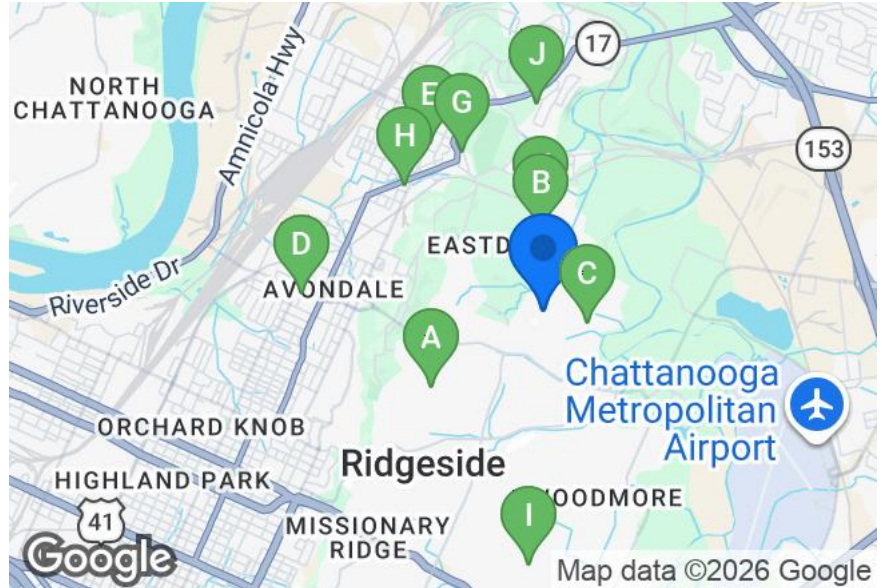 17
J
NORTH
CHATTANOOGA
Amnicola Hwy
E
G
H
153
B
D
EASTD
C
Riverside Dr
AVONDALE
A
Chattanooga
Metropolitan
Airport
ORCHARD KNOB
Ridgeside
HIGHLAND PARK
WOODMORE
I
41
MISSIONARY
RIDGE
Google
Map data ©2026 Google